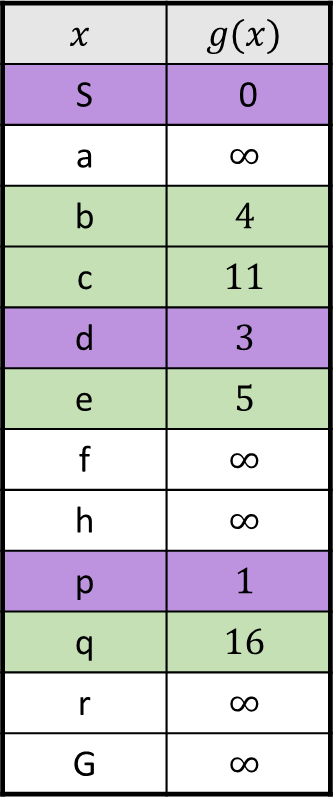 x g(x)
S 0
a ∞
b 4
c 11
d 3
e 5
f ∞
h ∞
p 1
q 16
r ∞
G ∞